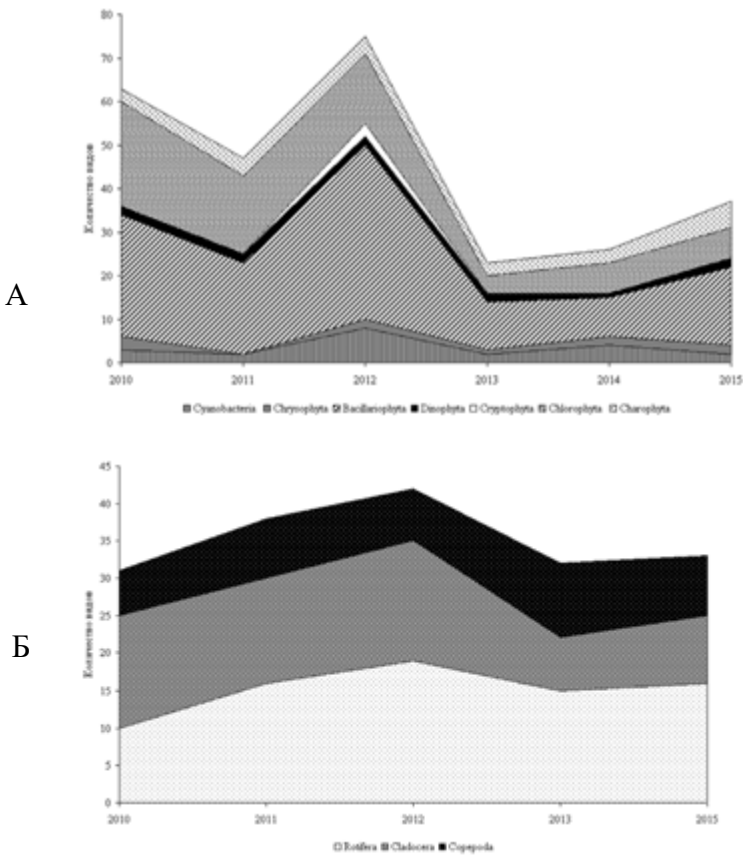 80
70
60
50
40
30
20
10
0
Количество видов
А
2010 2011 2012 2013 2014 2015
Cyanobacteria Chrysophyta Bacillariophyta Dinophyta Cryptophyta Chlorophyta Charophyta
45
40
35
30
25
20
15
10
5
0
Количество видов
Б
2010 2011 2012 2013 2015
Rotifera Cladocera Copepoda